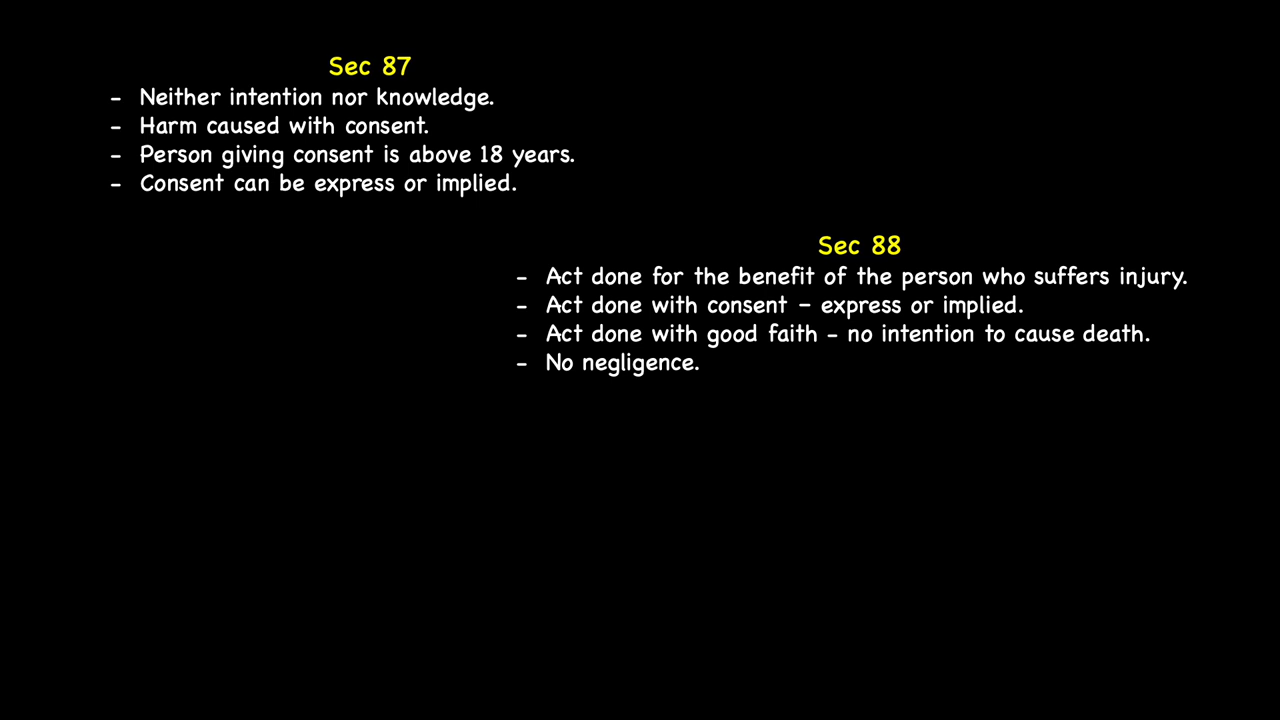 Sec 87
- Neither intention nor knowledge.
- Harm caused with consent.
- Person giving consent is above 18 years.
- Consent can be express or implied.
Sec 88
- Act done for the benefit of the person who suffers injury.
- Act done with consent – express or implied.
- Act done with good faith - no intention to cause death.
- No negligence.